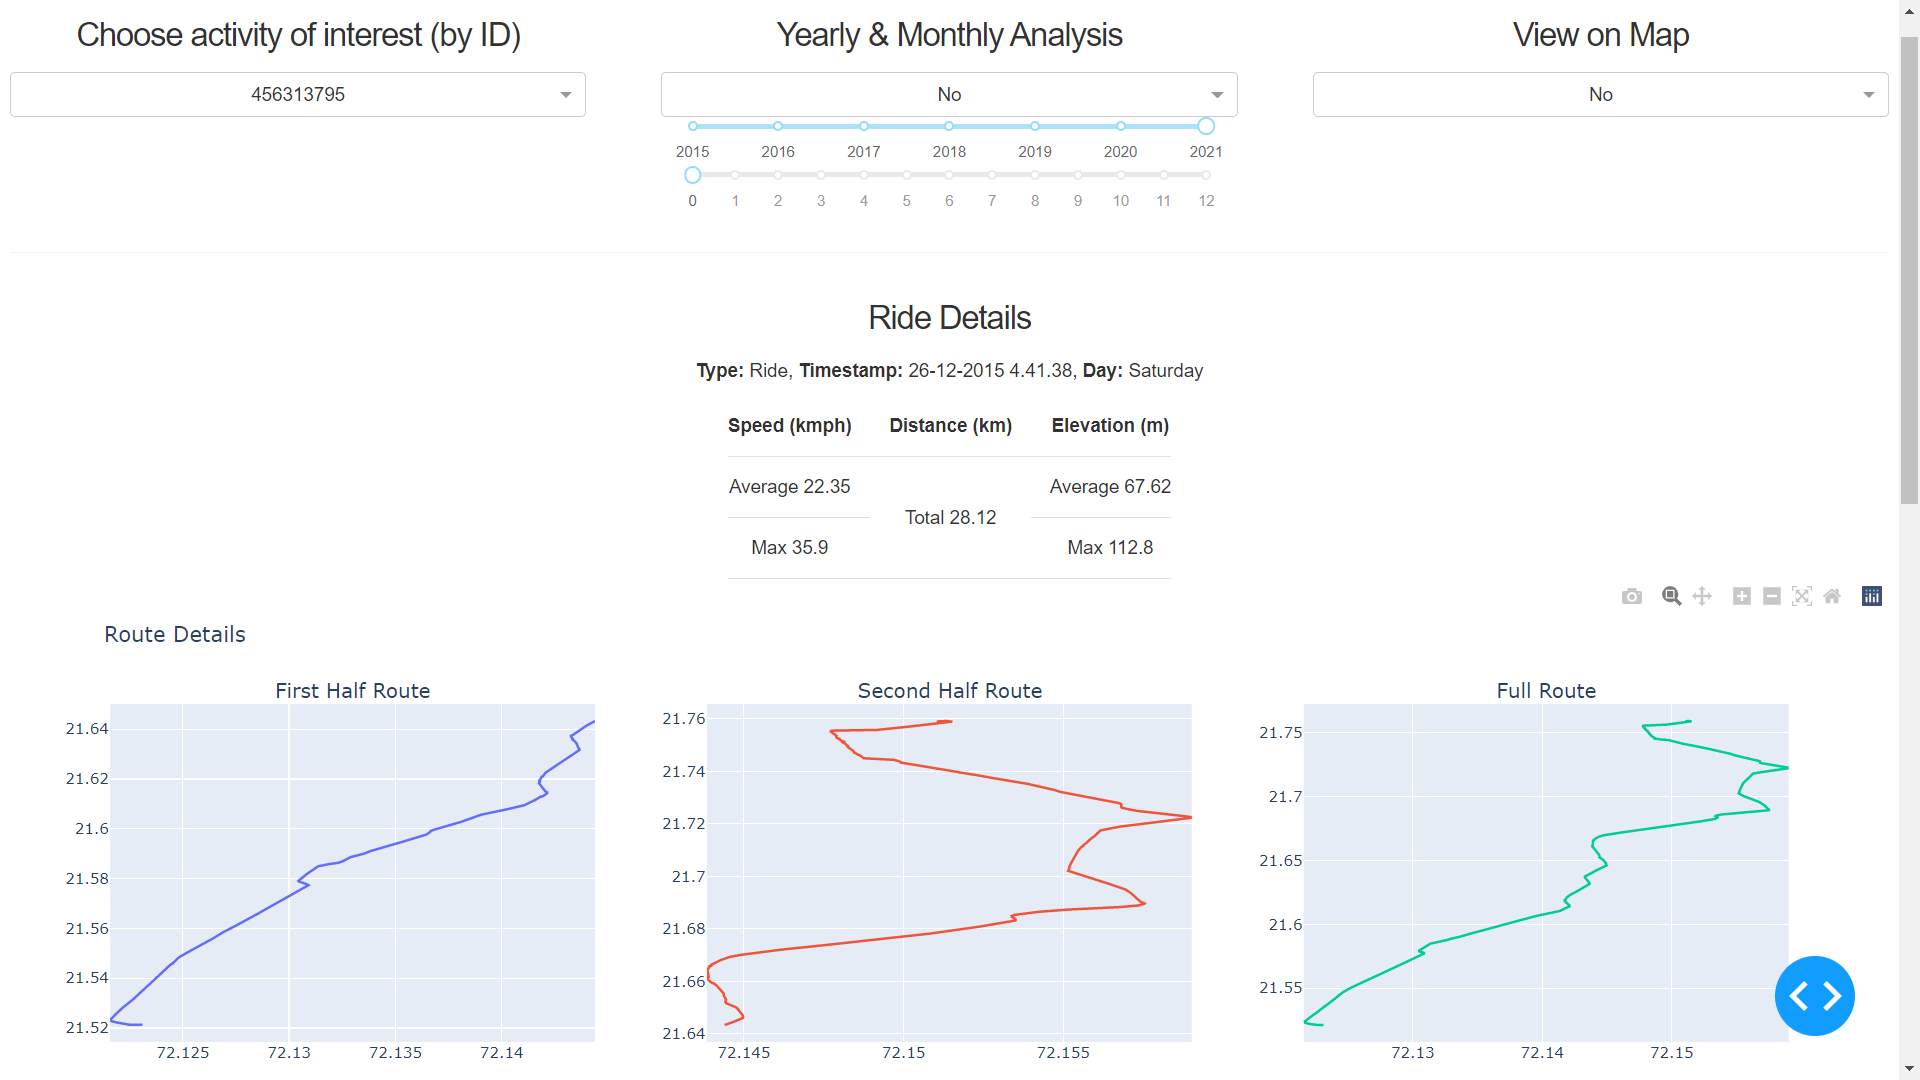 Choose activity of interest (by ID)
Yearly & Monthly Analysis
View on Map
456313795
No
No
2015 2016 2017 2018 2019 2020 2021
0 1 2 3 4 5 6 7 8 9 10 11 12
Ride Details
Type: Ride, Timestamp: 26-12-2015 4.41.38, Day: Saturday
Speed (kmph) Distance (km) Elevation (m)
Average 22.35 Average 67.62
Total 28.12
Max 35.9 Max 112.8
Route Details
First Half Route
21.64
21.62
21.6
21.58
21.56
21.54
21.52
72.125 72.13 72.135 72.14
Second Half Route
21.76
21.74
21.72
21.7
21.68
21.66
21.64
72.145 72.15 72.155
Full Route
21.75
21.7
21.65
21.6
21.55
72.13 72.14 72.15